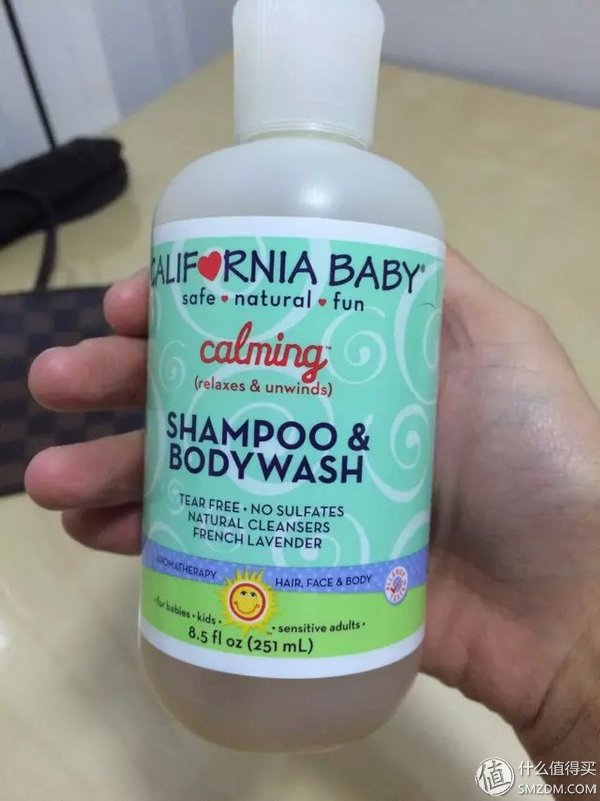 CALIFORNIA BABY®
safe • natural • fun
calming™
(relaxes & unwinds)
SHAMPOO &
BODYWASH
TEAR FREE • NO SULFATES
NATURAL CLEANSERS
FRENCH LAVENDER
AROMATHERAPY
HAIR, FACE & BODY
• for babies • kids • • sensitive adults •
8.5 fl oz (251 mL)
值 什么值得买
SMZDM.COM